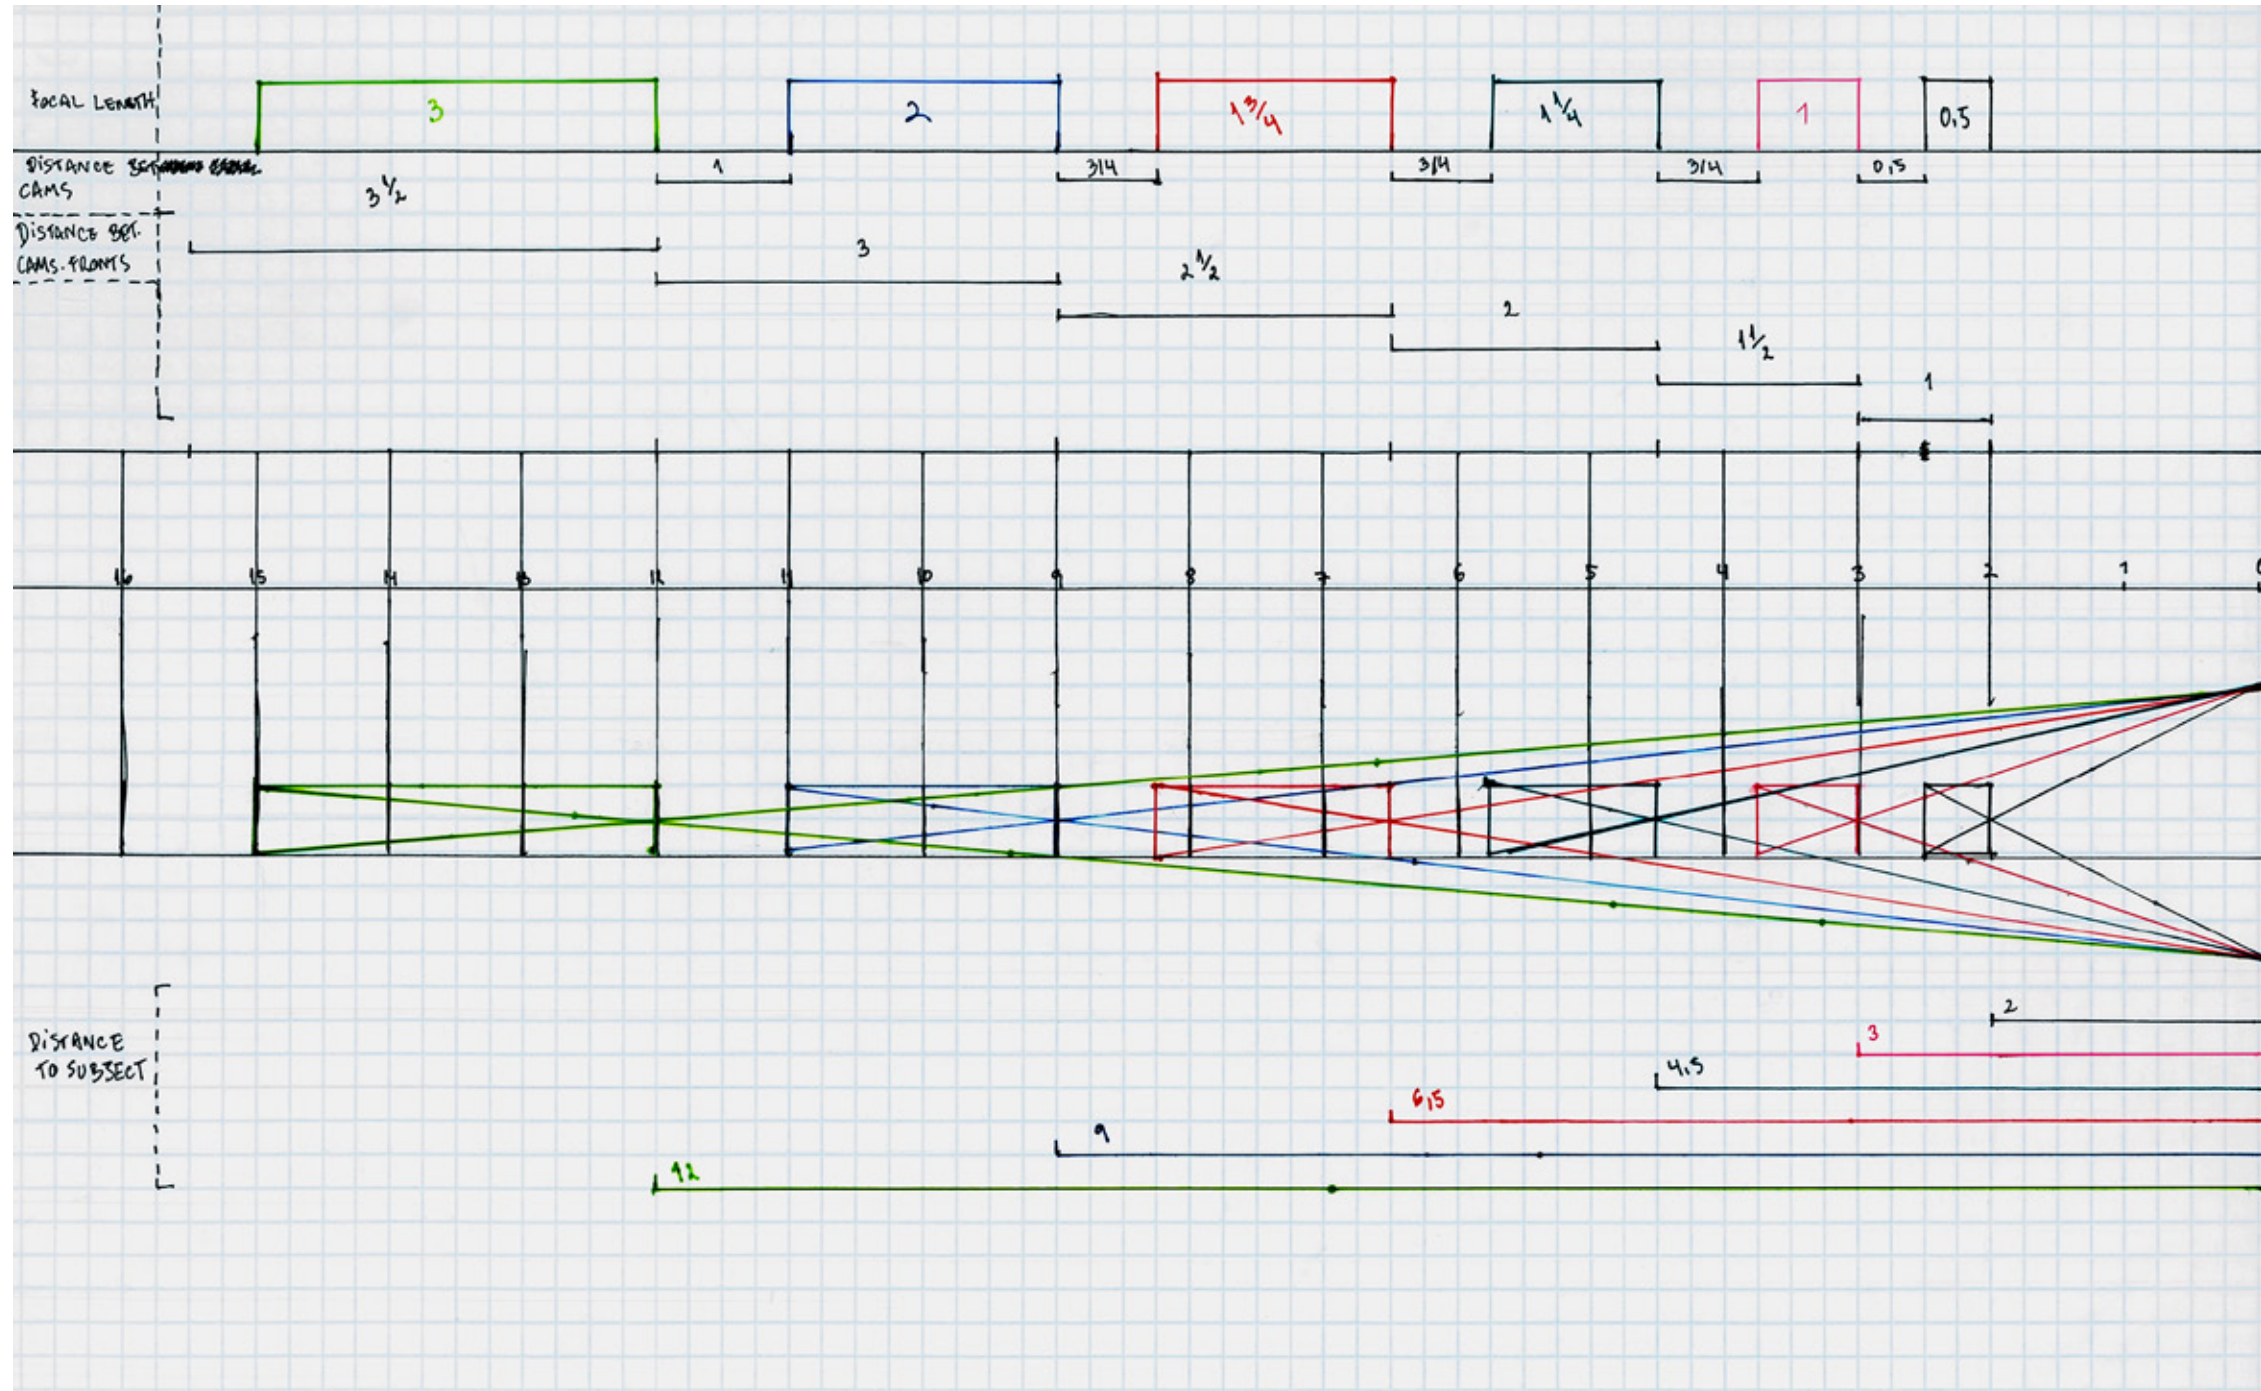 FOCAL LENGTH 3 2 1 3/4 1 1/4 1 0,5
DISTANCE BET
CAMS
1 3/4 3/4 3/4 0,5
3 1/2
DISTANCE BET.
CAMS. FRONTS
3
2 1/2
2
1 1/2
1
16 15 14 13 12 11 10 9 8 7 6 5 4 3 2 1 0
2
DISTANCE
TO SUBJECT
3
4,5
6,5
9
12